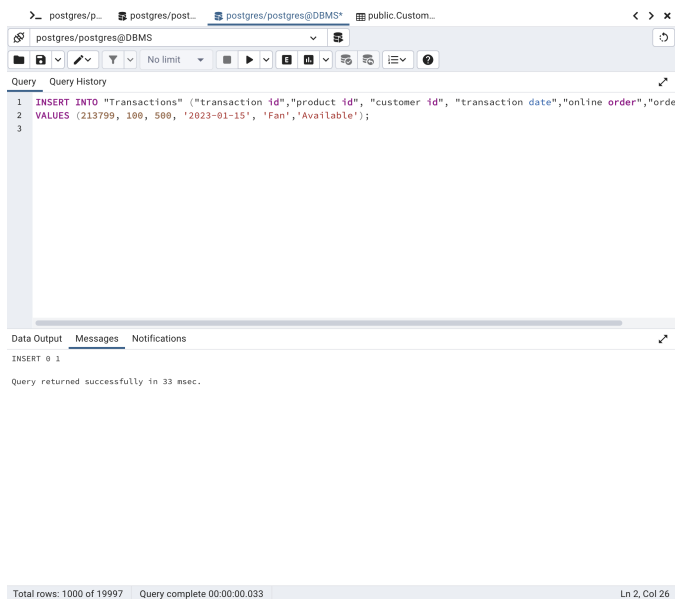 postgres/p... postgres/post... postgres/postgres@DBMS* public.Custom...
postgres/postgres@DBMS
No limit
Query Query History
1 INSERT INTO "Transactions" ("transaction id","product id", "customer id", "transaction date","online order","orde
2 VALUES (213799, 100, 500, '2023-01-15', 'Fan','Available');
3
Data Output Messages Notifications
INSERT 0 1
Query returned successfully in 33 msec.
Total rows: 1000 of 19997 Query complete 00:00:00.033 Ln 2, Col 26